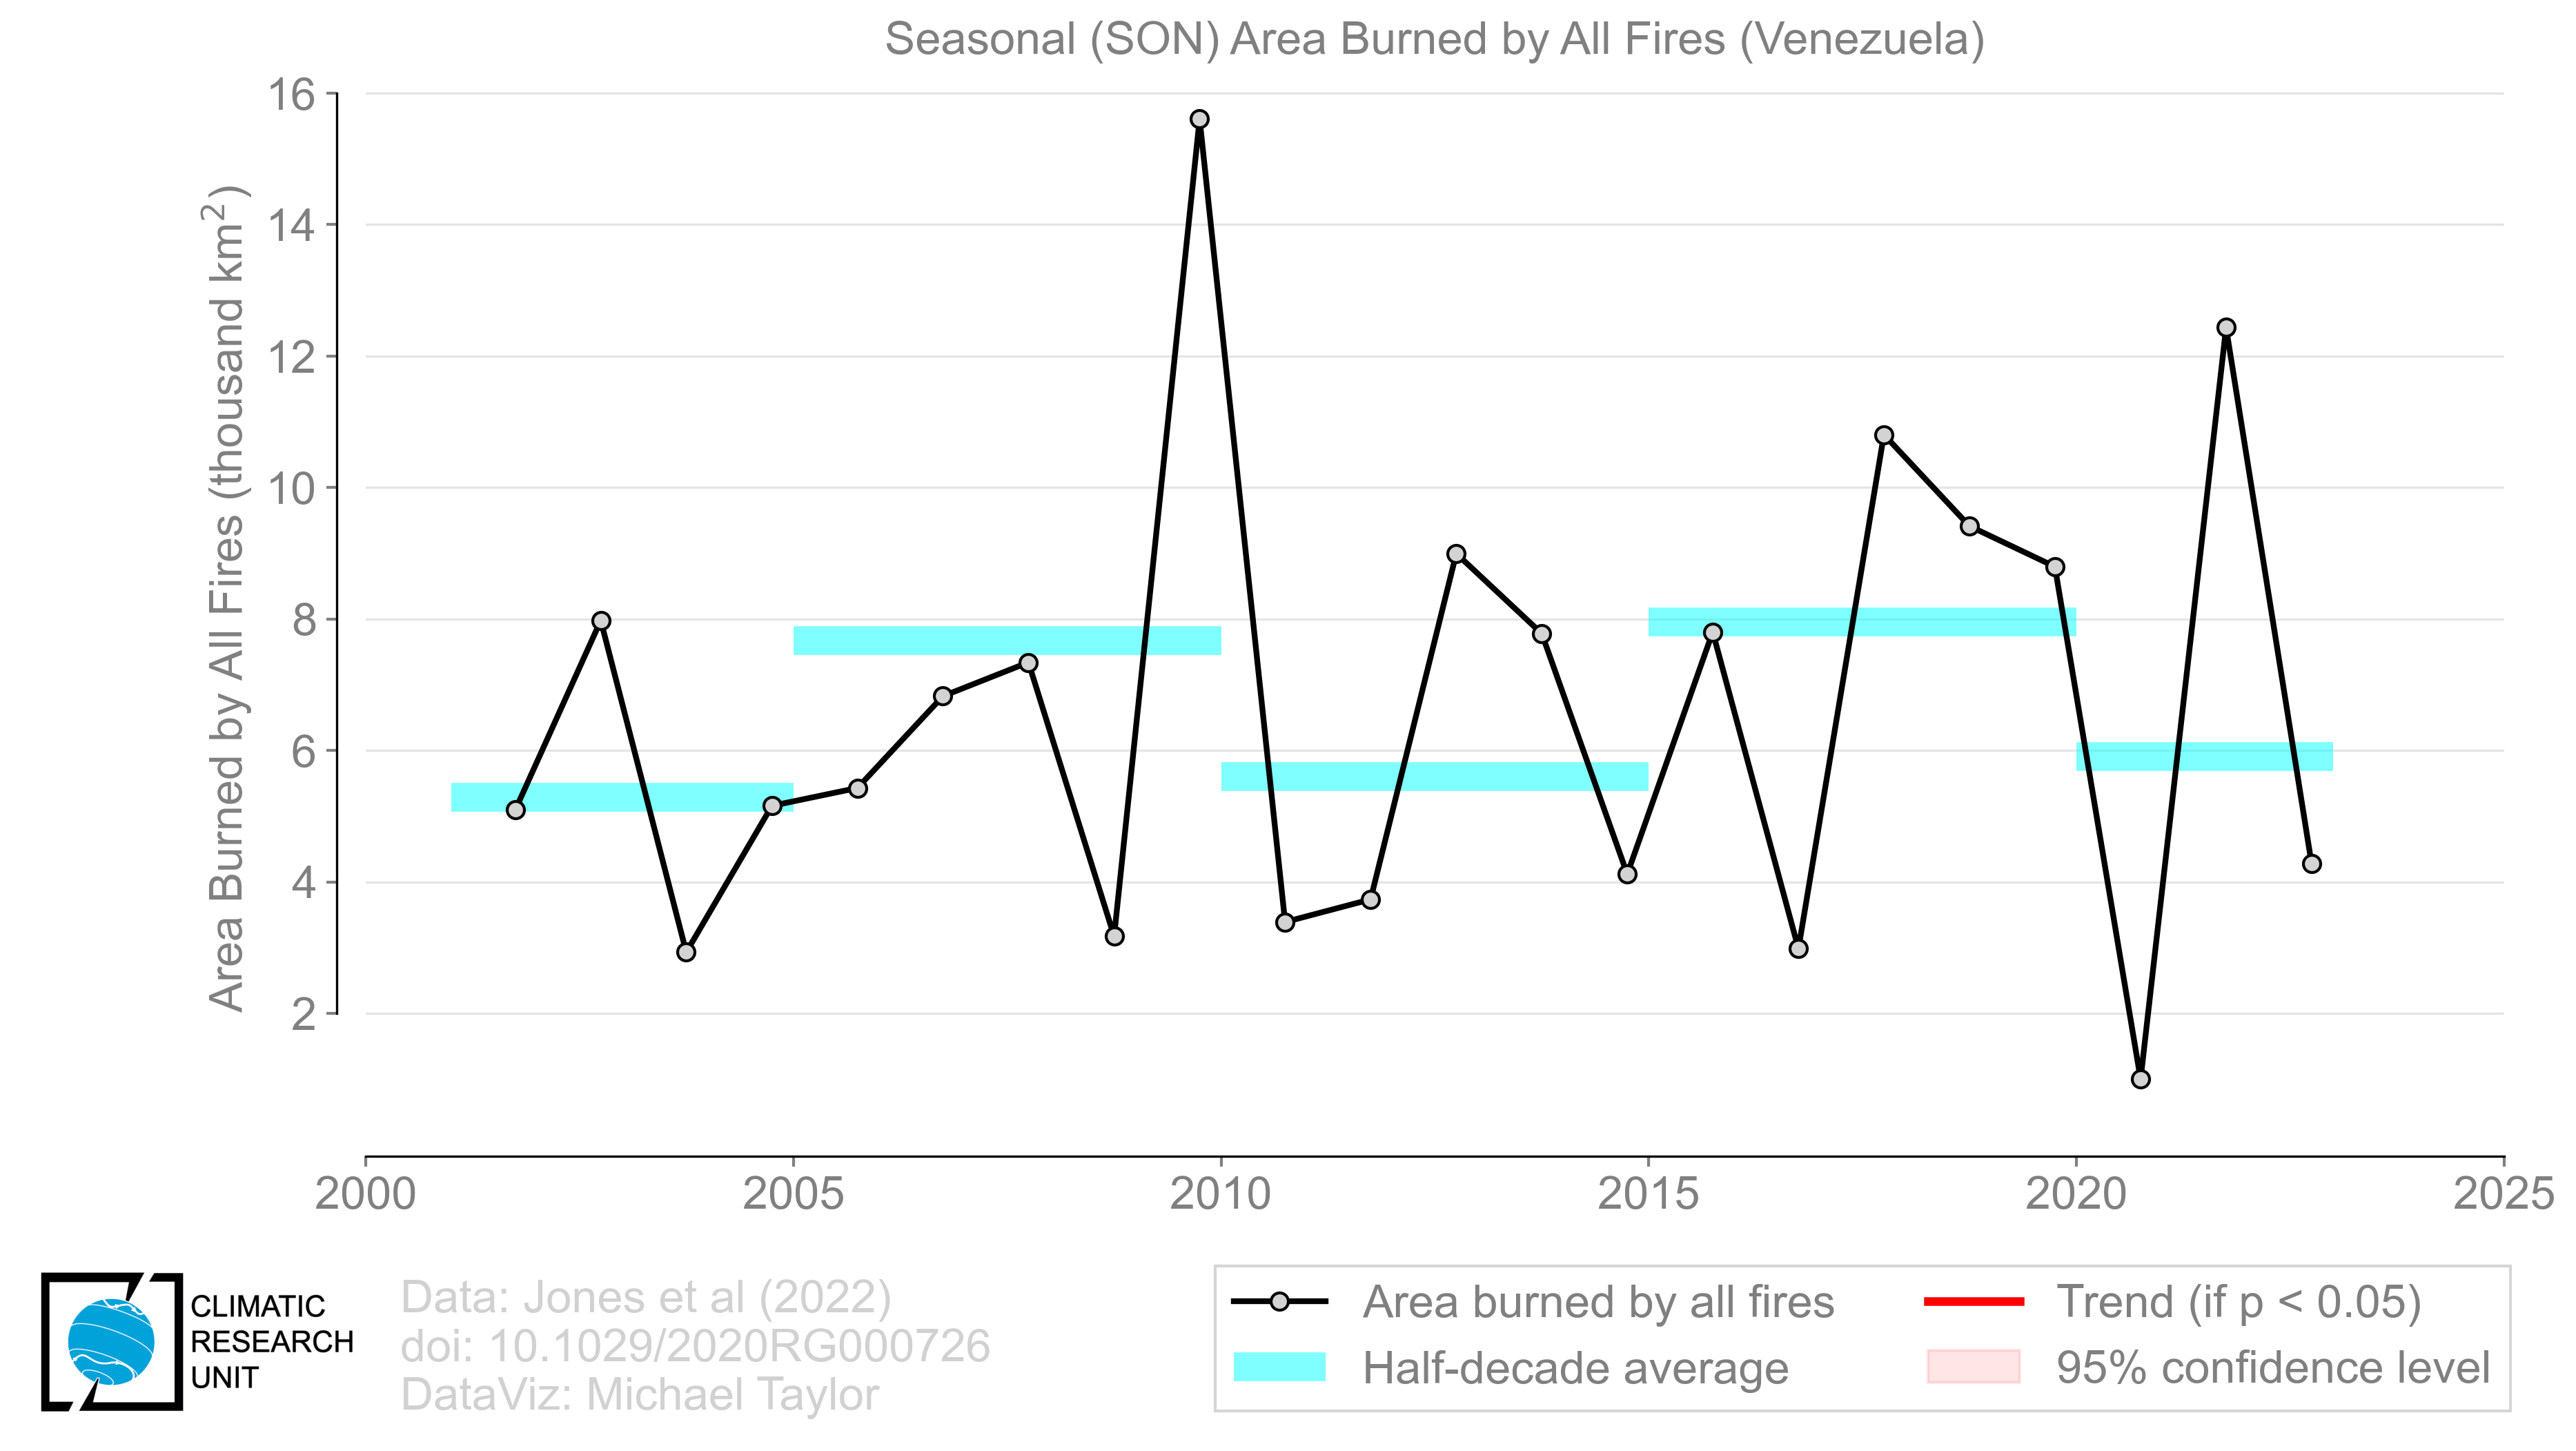 Seasonal (SON) Area Burned by All Fires (Venezuela)
Area Burned by All Fires (thousand km²)
16
14
12
10
8
6
4
2
2000 2005 2010 2015 2020 2025
CLIMATIC
RESEARCH
UNIT
Data: Jones et al (2022)
doi: 10.1029/2020RG000726
DataViz: Michael Taylor
Area burned by all fires
Half-decade average
Trend (if p < 0.05)
95% confidence level